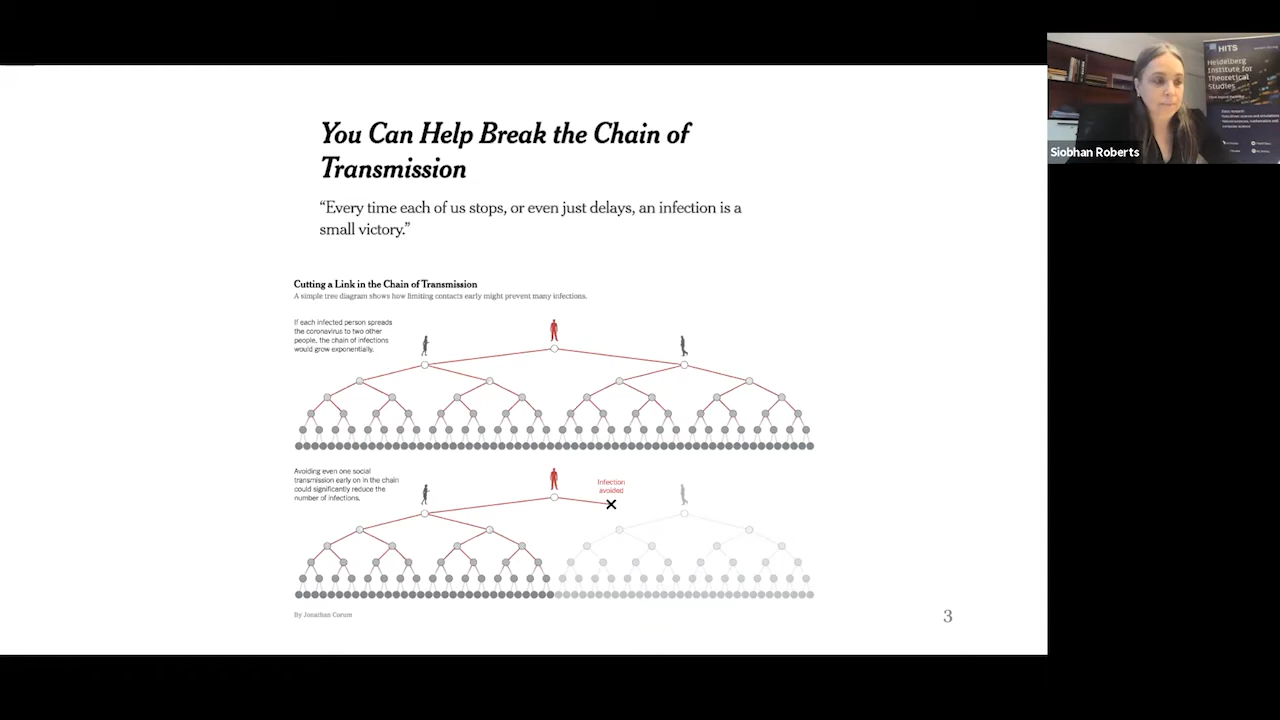 You Can Help Break the Chain of
Transmission
“Every time each of us stops, or even just delays, an infection is a
small victory.”
Cutting a Link in the Chain of Transmission
A simple tree diagram shows how limiting contacts early might prevent many infections.
If each infected person spreads
the coronavirus to two other
people, the chain of infections
would grow exponentially.
Avoiding even one social
transmission early on in the chain
could significantly reduce the
number of infections.
Infection
avoided
By Jonathan Corum
3
HITS
Heidelberg
Institute for
Theoretical
Studies
Siobhan Roberts